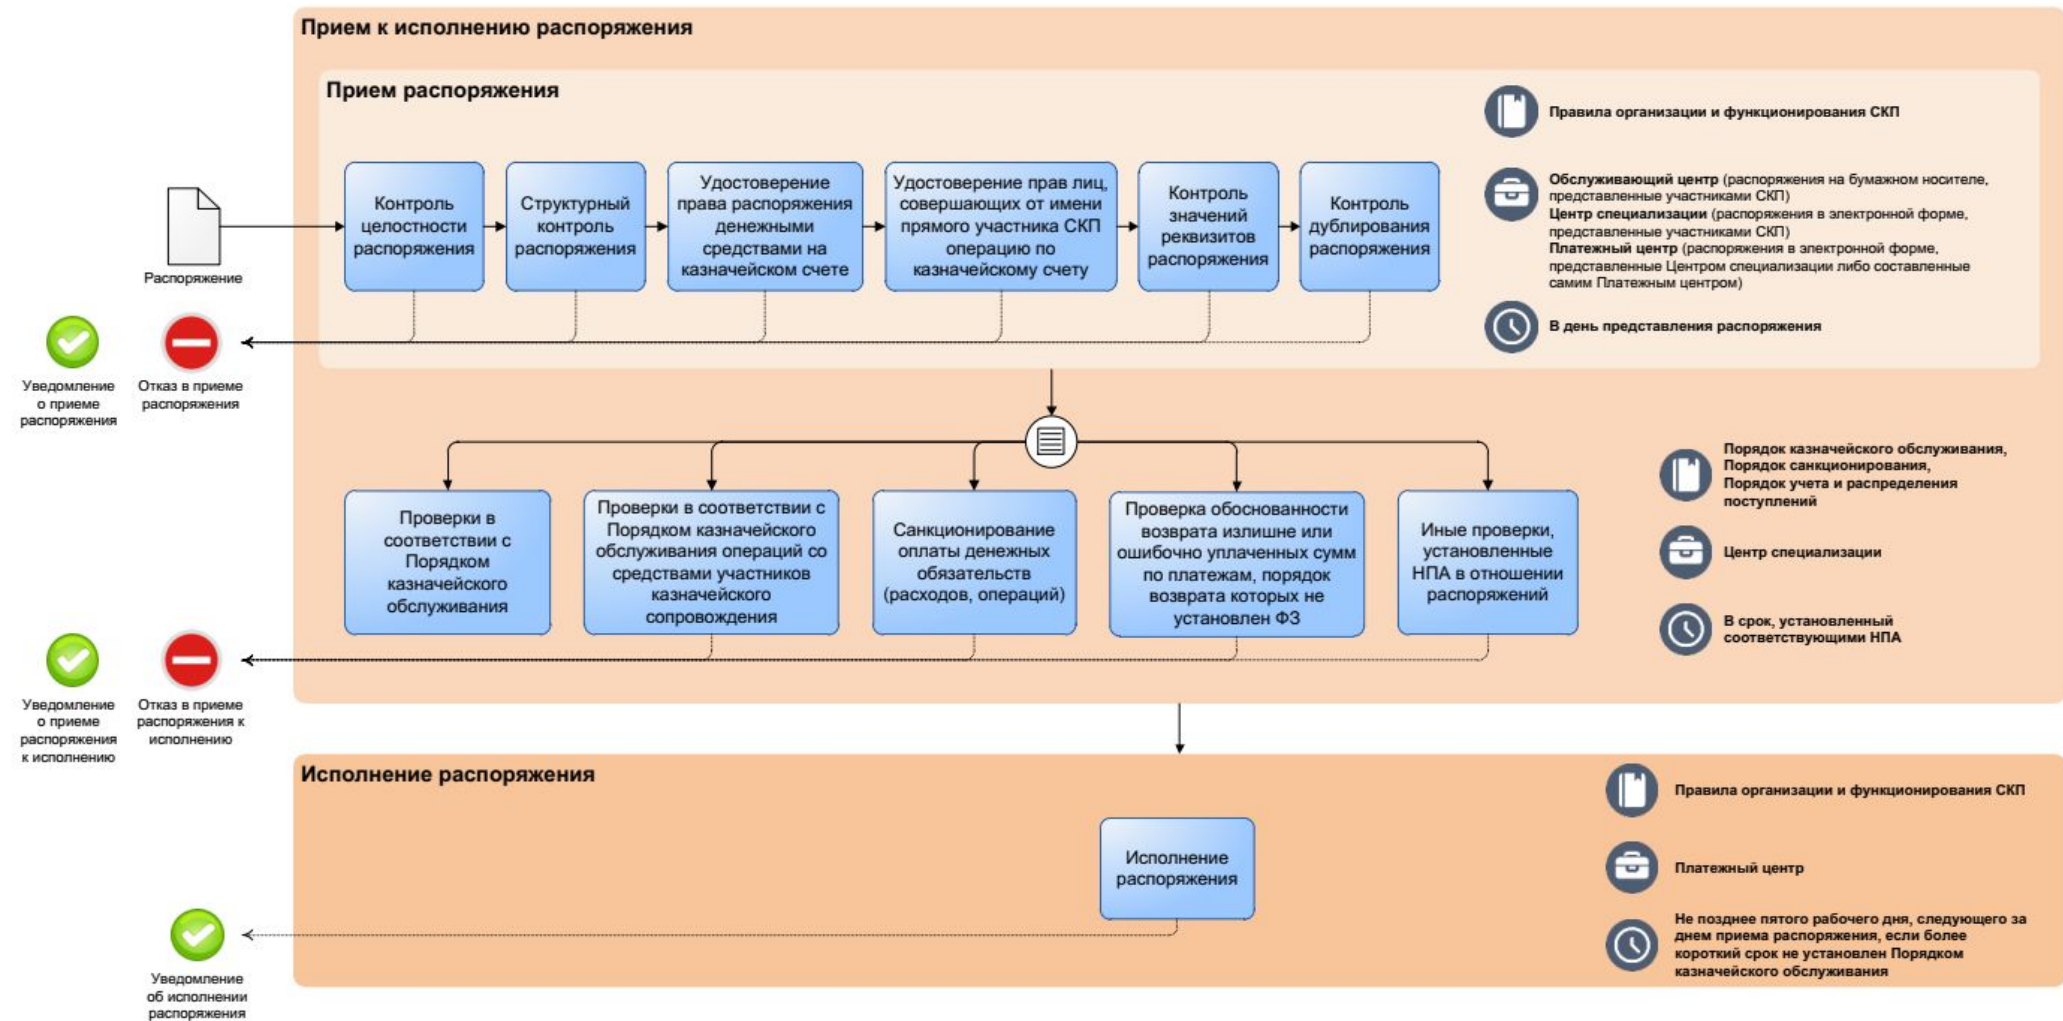 Прием к исполнению распоряжения
Прием распоряжения
Правила организации и функционирования СКП
Распоряжение
Контроль
целостности
распоряжения
Структурный
контроль
распоряжения
Удостоверение
права распоряжения
денежными
средствами на
казначейском счете
Удостоверение прав лиц,
совершающих от имени
прямого участника СКП
операцию по
казначейскому счету
Контроль
значений
реквизитов
распоряжения
Контроль
дублирования
распоряжения
Обслуживающий центр (распоряжения на бумажном носителе,
представленные участниками СКП)
Центр специализации (распоряжения в электронной форме,
представленные участниками СКП)
Платежный центр (распоряжения в электронной форме,
представленные Центром специализации либо составленные
самим Платежным центром)
В день представления распоряжения
Уведомление
о приеме
распоряжения
Отказ в приеме
распоряжения
Проверки в
соответствии с
Порядком
казначейского
обслуживания
Проверки в соответствии с
Порядком казначейского
обслуживания операций со
средствами участников
казначейского
сопровождения
Санкционирование
оплаты денежных
обязательств
(расходов, операций)
Проверка обоснованности
возврата излишне или
ошибочно уплаченных сумм
по платежам, порядок
возврата которых не
установлен ФЗ
Иные проверки,
установленные
НПА в отношении
распоряжений
Порядок казначейского обслуживания,
Порядок санкционирования,
Порядок учета и распределения
поступлений
Центр специализации
В срок, установленный
соответствующими НПА
Уведомление
о приеме
распоряжения
к исполнению
Отказ в приеме
распоряжения к
исполнению
Исполнение распоряжения
Исполнение
распоряжения
Правила организации и функционирования СКП
Платежный центр
Не позднее пятого рабочего дня, следующего за
днем приема распоряжения, если более
короткий срок не установлен Порядком
казначейского обслуживания
Уведомление
об исполнении
распоряжения